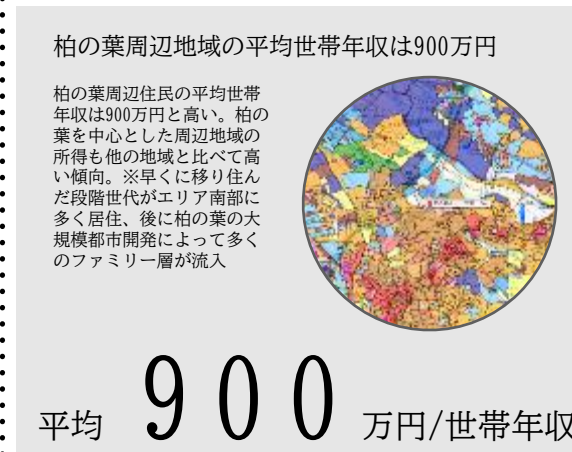 柏の葉周辺地域の平均世帯年収は900万円
柏の葉周辺住民の平均世帯
年収は900万円と高い。柏の
葉を中心とした周辺地域の
所得も他の地域と比べて高
い傾向。※早くに移り住ん
だ段階世代がエリア南部に
多く居住、後に柏の葉の大
規模都市開発によって多く
のファミリー層が流入
平均 900 万円/世帯年収